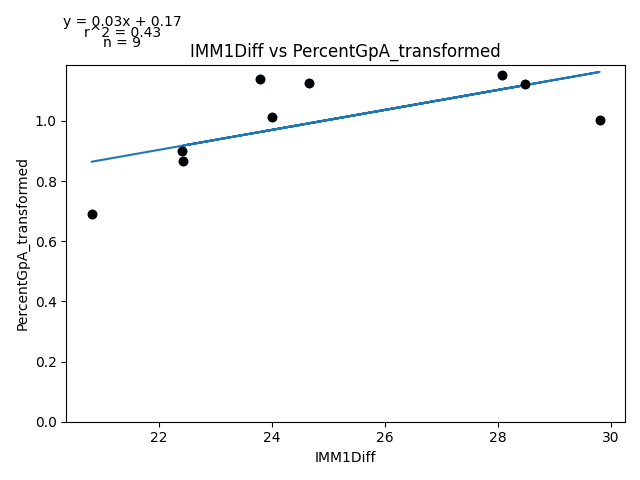 y = 0.03x + 0.17
r^2 = 0.43
n = 9
IMM1Diff vs PercentGpA_transformed
PercentGpA_transformed
1.0
0.8
0.6
0.4
0.2
0.0
22
24
26
28
30
IMM1Diff